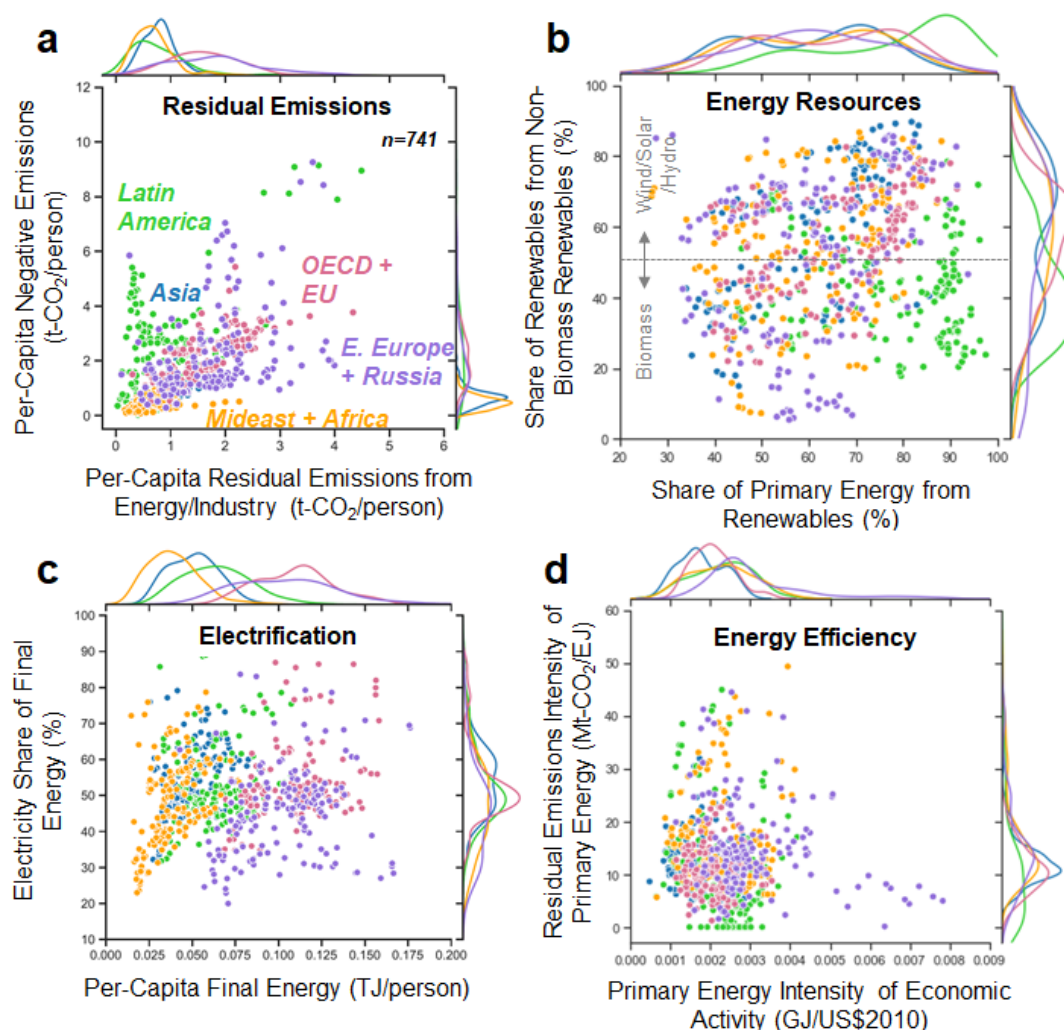 a
Residual Emissions
n=741
Latin
America
Asia
OECD +
EU
E. Europe
+ Russia
Mideast + Africa
12
10
8
6
4
2
0
0 1 2 3 4 5 6
Per-Capita Negative Emissions
(t-CO₂/person)
Per-Capita Residual Emissions from
Energy/Industry (t-CO₂/person)
b
Energy Resources
Wind/Solar
/Hydro
Biomass
100
80
60
40
20
0
20 30 40 50 60 70 80 90 100
Share of Renewables from Non-
Biomass Renewables (%)
Share of Primary Energy from
Renewables (%)
c
Electrification
100
90
80
70
60
50
40
30
20
10
0.000 0.025 0.050 0.075 0.100 0.125 0.150 0.175 0.200
Electricity Share of Final
Energy (%)
Per-Capita Final Energy (TJ/person)
d
Energy Efficiency
60
50
40
30
20
10
0
0.000 0.001 0.002 0.003 0.004 0.005 0.006 0.007 0.008 0.009
Residual Emissions Intensity of
Primary Energy (Mt-CO₂/EJ)
Primary Energy Intensity of Economic
Activity (GJ/US$2010)